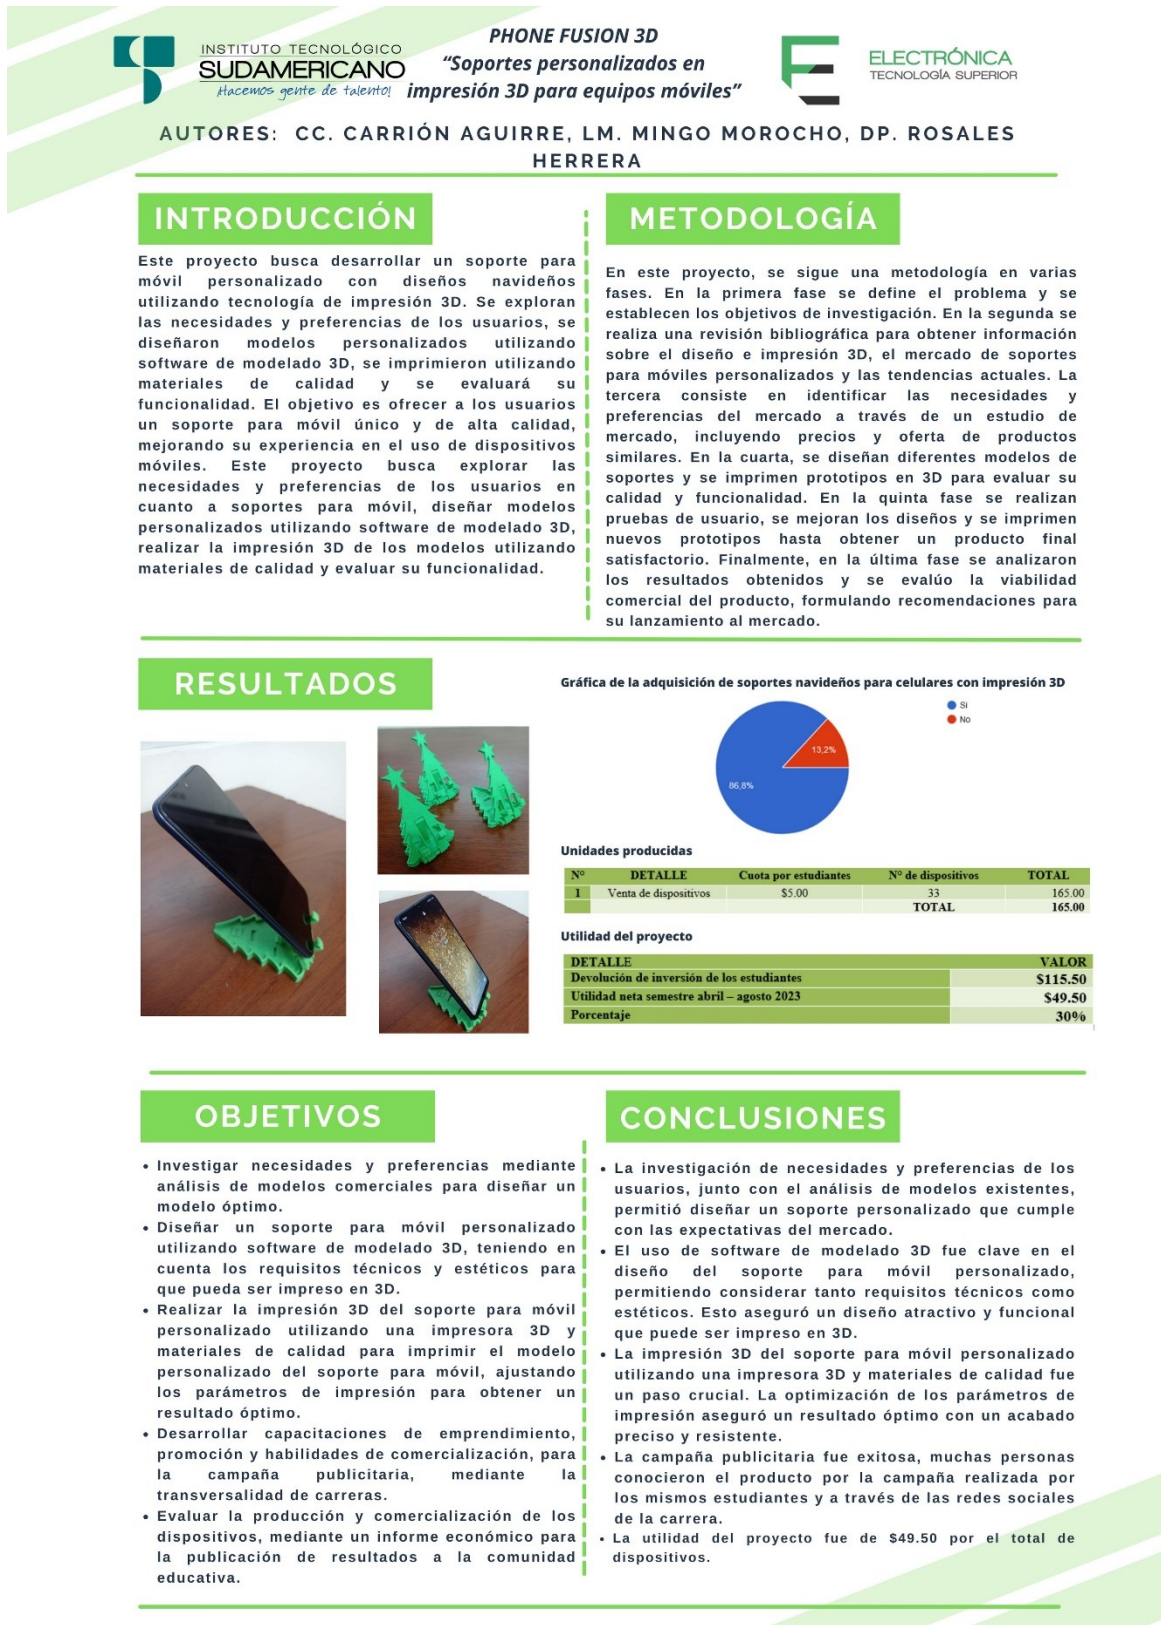 INSTITUTO TECNOLÓGICO
SUDAMERICANO
¡Hacemos gente de talento!
PHONE FUSION 3D
“Soportes personalizados en
impresión 3D para equipos móviles”
ELECTRÓNICA
TECNOLOGÍA SUPERIOR
AUTORES: CC. CARRIÓN AGUIRRE, LM. MINGO MOROCHO, DP. ROSALES
HERRERA
INTRODUCCIÓN
Este proyecto busca desarrollar un soporte para
móvil personalizado con diseños navideños
utilizando tecnología de impresión 3D. Se exploran
las necesidades y preferencias de los usuarios, se
diseñaron modelos personalizados utilizando
software de modelado 3D, se imprimieron utilizando
materiales de calidad y se evaluará su
funcionalidad. El objetivo es ofrecer a los usuarios
un soporte para móvil único y de alta calidad,
mejorando su experiencia en el uso de dispositivos
móviles. Este proyecto busca explorar las
necesidades y preferencias de los usuarios en
cuanto a soportes para móvil, diseñar modelos
personalizados utilizando software de modelado 3D,
realizar la impresión 3D de los modelos utilizando
materiales de calidad y evaluar su funcionalidad.
METODOLOGÍA
En este proyecto, se sigue una metodología en varias
fases. En la primera fase se define el problema y se
establecen los objetivos de investigación. En la segunda se
realiza una revisión bibliográfica para obtener información
sobre el diseño e impresión 3D, el mercado de soportes
para móviles personalizados y las tendencias actuales. La
tercera consiste en identificar las necesidades y
preferencias del mercado a través de un estudio de
mercado, incluyendo precios y oferta de productos
similares. En la cuarta, se diseñan diferentes modelos de
soportes y se imprimen prototipos en 3D para evaluar su
calidad y funcionalidad. En la quinta fase se realizan
pruebas de usuario, se mejoran los diseños y se imprimen
nuevos prototipos hasta obtener un producto final
satisfactorio. Finalmente, en la última fase se analizaron
los resultados obtenidos y se evalúo la viabilidad
comercial del producto, formulando recomendaciones para
su lanzamiento al mercado.
RESULTADOS
Gráfica de la adquisición de soportes navideños para celulares con impresión 3D
Si
No
13,2%
86,8%
Unidades producidas
N° DETALLE Cuota por estudiantes N° de dispositivos TOTAL
1 Venta de dispositivos $5.00 33 165.00
TOTAL 165.00
Utilidad del proyecto
DETALLE VALOR
Devolución de inversión de los estudiantes $115.50
Utilidad neta semestre abril – agosto 2023 $49.50
Porcentaje 30%
OBJETIVOS
• Investigar necesidades y preferencias mediante
análisis de modelos comerciales para diseñar un
modelo óptimo.
• Diseñar un soporte para móvil personalizado
utilizando software de modelado 3D, teniendo en
cuenta los requisitos técnicos y estéticos para
que pueda ser impreso en 3D.
• Realizar la impresión 3D del soporte para móvil
personalizado utilizando una impresora 3D y
materiales de calidad para imprimir el modelo
personalizado del soporte para móvil, ajustando
los parámetros de impresión para obtener un
resultado óptimo.
• Desarrollar capacitaciones de emprendimiento,
promoción y habilidades de comercialización, para
la campaña publicitaria, mediante la
transversalidad de carreras.
• Evaluar la producción y comercialización de los
dispositivos, mediante un informe económico para
la publicación de resultados a la comunidad
educativa.
CONCLUSIONES
• La investigación de necesidades y preferencias de los
usuarios, junto con el análisis de modelos existentes,
permitió diseñar un soporte personalizado que cumple
con las expectativas del mercado.
• El uso de software de modelado 3D fue clave en el
diseño del soporte para móvil personalizado,
permitiendo considerar tanto requisitos técnicos como
estéticos. Esto aseguró un diseño atractivo y funcional
que puede ser impreso en 3D.
• La impresión 3D del soporte para móvil personalizado
utilizando una impresora 3D y materiales de calidad fue
un paso crucial. La optimización de los parámetros de
impresión aseguró un resultado óptimo con un acabado
preciso y resistente.
• La campaña publicitaria fue exitosa, muchas personas
conocieron el producto por la campaña realizada por
los mismos estudiantes y a través de las redes sociales
de la carrera.
• La utilidad del proyecto fue de $49.50 por el total de
dispositivos.